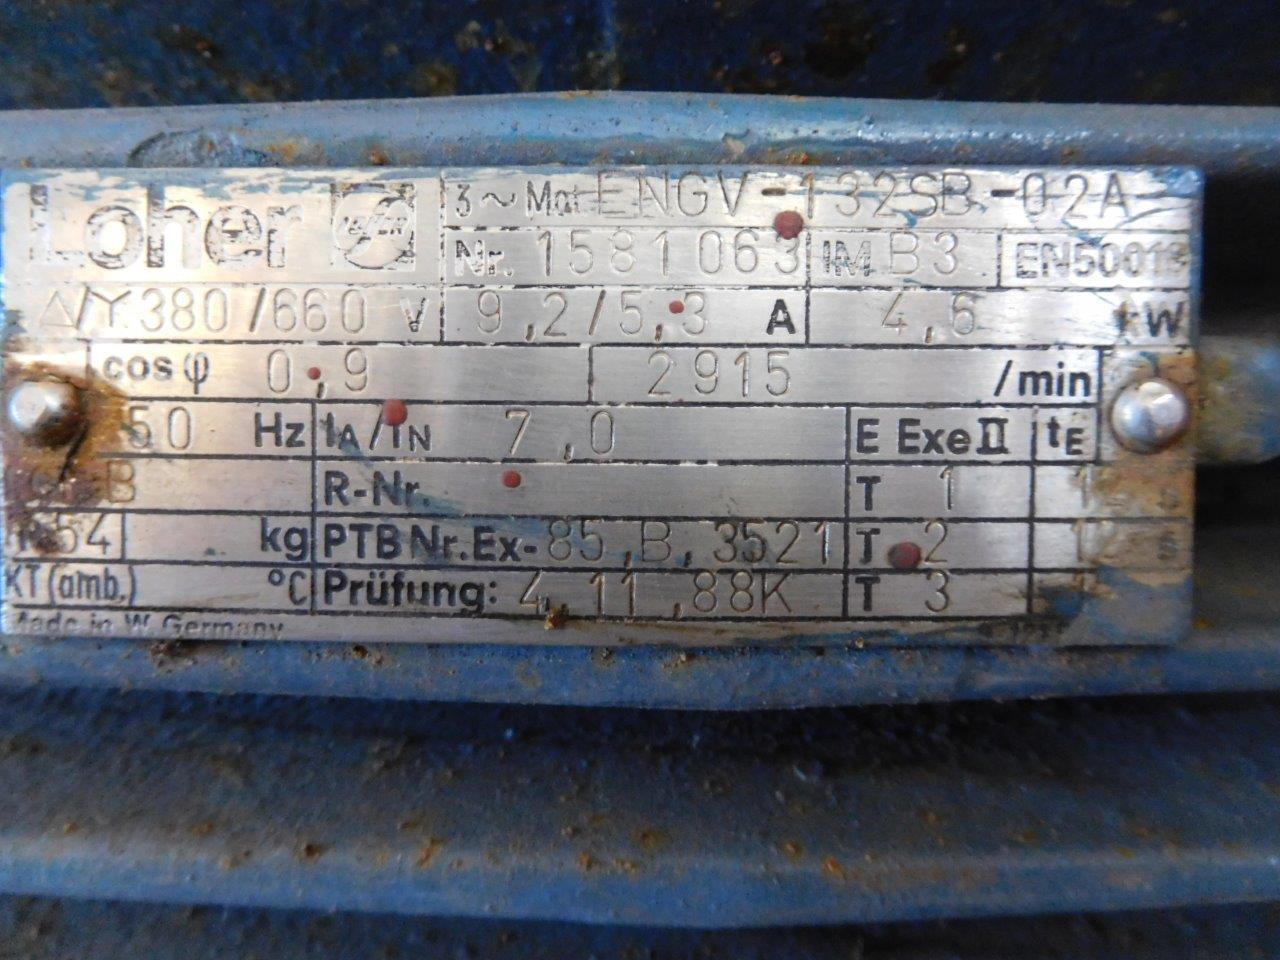 Loher 3~Mot ENGV-132SB-02A
Nr. 1581063 IM B3 EN50019
△/Y 380/660 V 9,2/5,3 A 4,6 kW
cosφ 0,9 2915 /min
50 Hz IA/IN 7,0 E ExeII tE
B R-Nr. T 1
54 kg PTB Nr.Ex-85.B.3521 T 2 s
KT(amb.) °C Prüfung: 4.11.88K T 3
Made in W. Germany